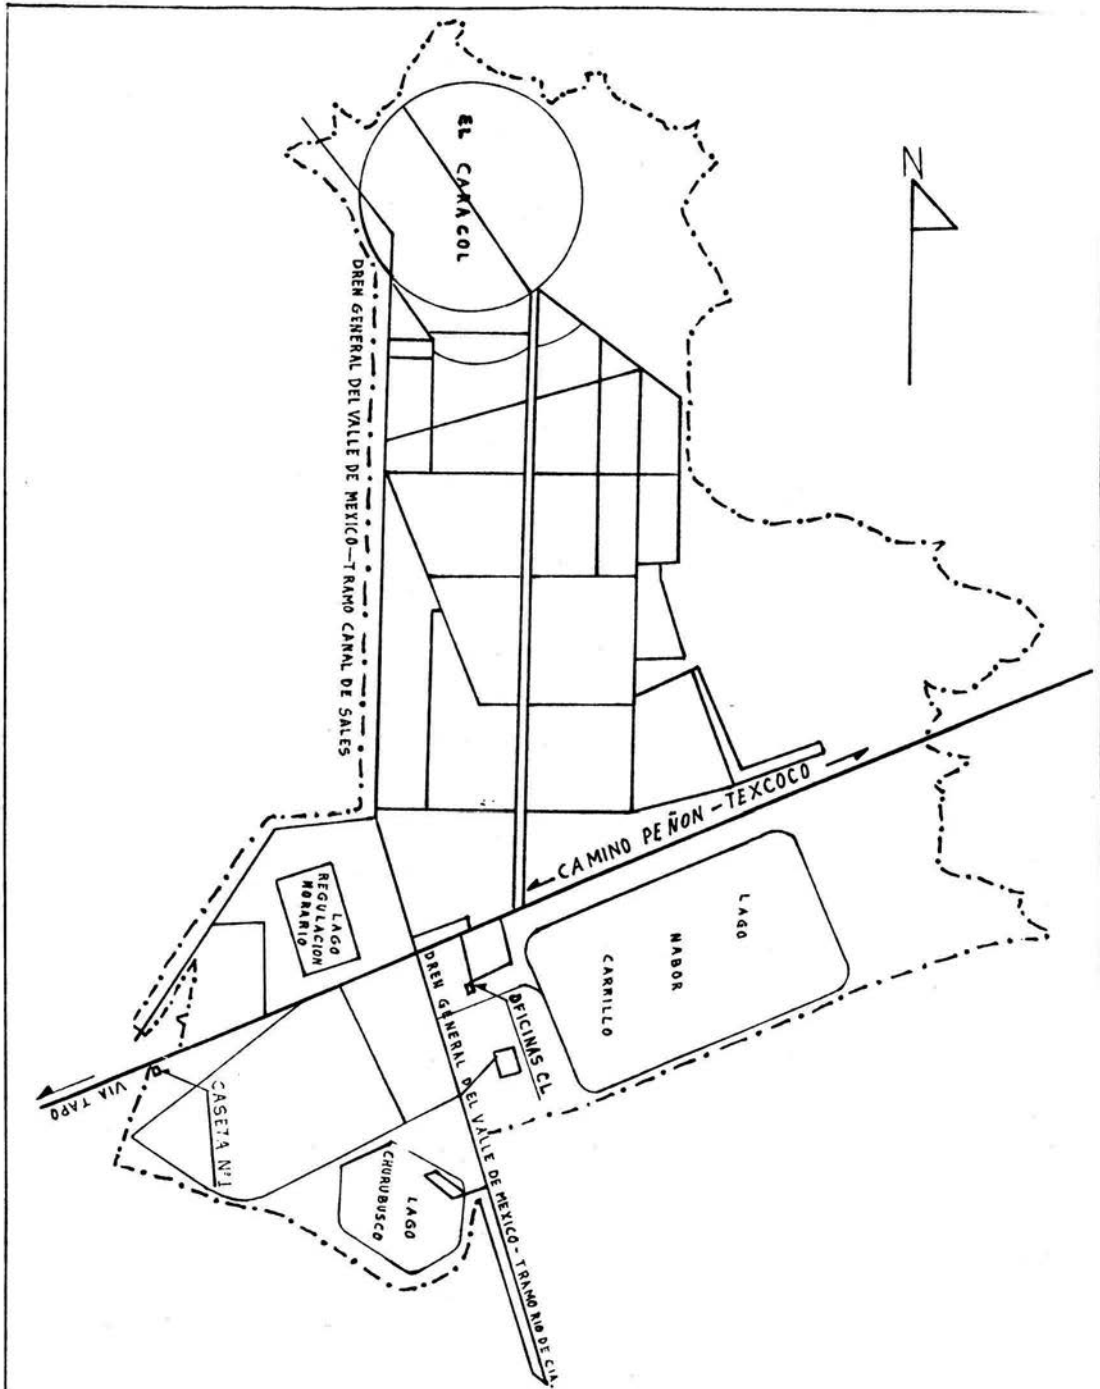 N
EL CARACOL
DREN GENERAL DEL VALLE DE MEXICO-TRAMO CANAL DE SALES
CAMINO PEÑON-TEXCOCO
LAGO
NABOR
CARRILLO
LAGO
REGULACION
HORARIO
OFICINAS CL
DREN GENERAL DEL VALLE DE MEXICO-TRAMO RIO DE CIA.
VIA TAPO
CASETA Nº1
LAGO
CHURUBUSCO